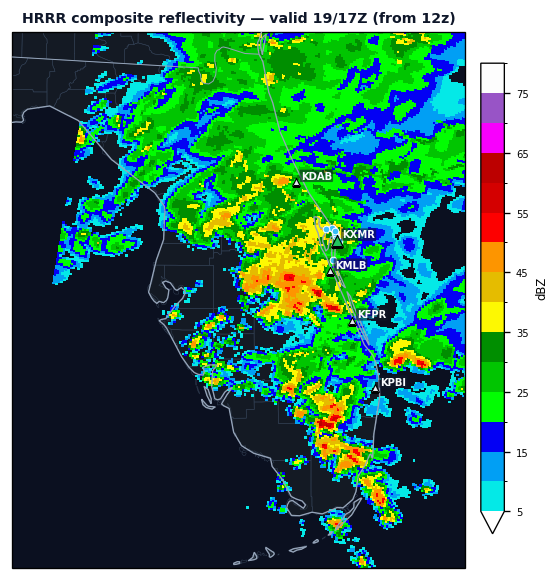 HRRR composite reflectivity — valid 19/17Z (from 12z)
KDAB
KXMR
KMLB
KFPR
KPBI
75
65
55
45
35
25
15
5
dBZ